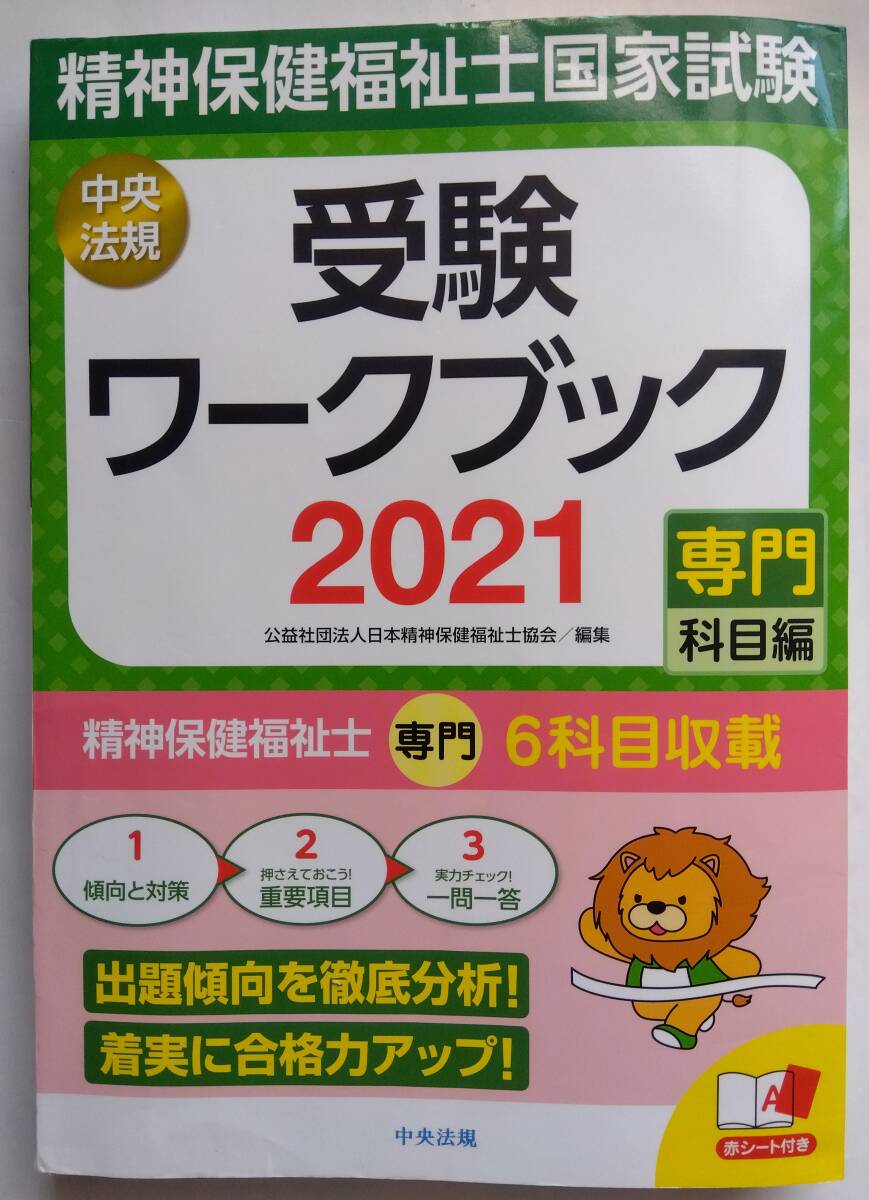 精神保健福祉士国家試験
中央
法規
受験
ワークブック
2021
専門
科目編
公益社団法人日本精神保健福祉士協会／編集
精神保健福祉士 専門 6科目収載
1
傾向と対策
2
押さえておこう!
重要項目
3
実力チェック!
一問一答
出題傾向を徹底分析!
着実に合格力アップ!
A
赤シート付き
中央法規